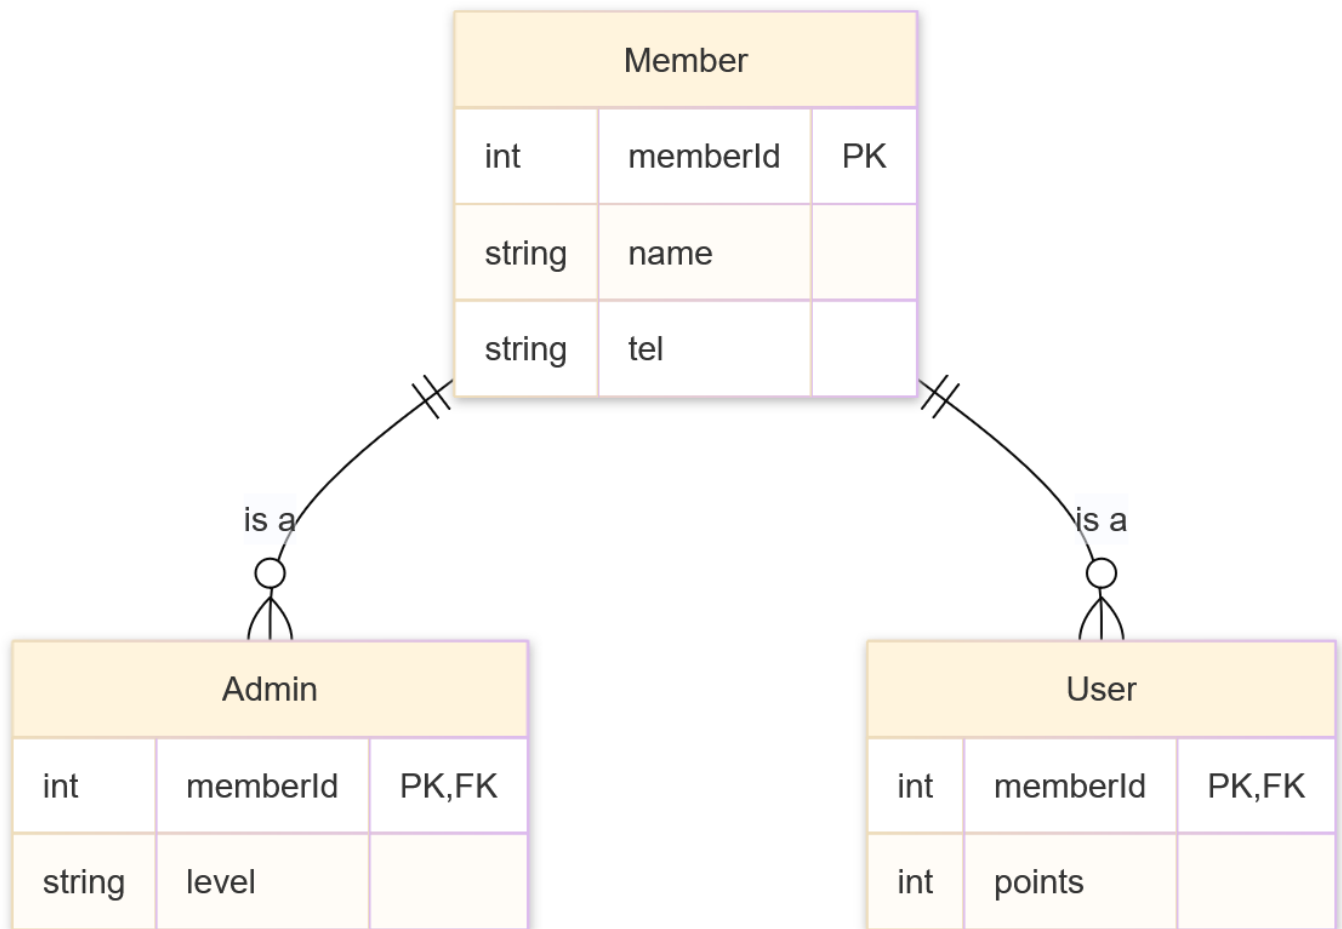 Member
int memberId PK
string name
string tel
is a is a
Admin User
int memberId PK,FK int memberId PK,FK
string level int points